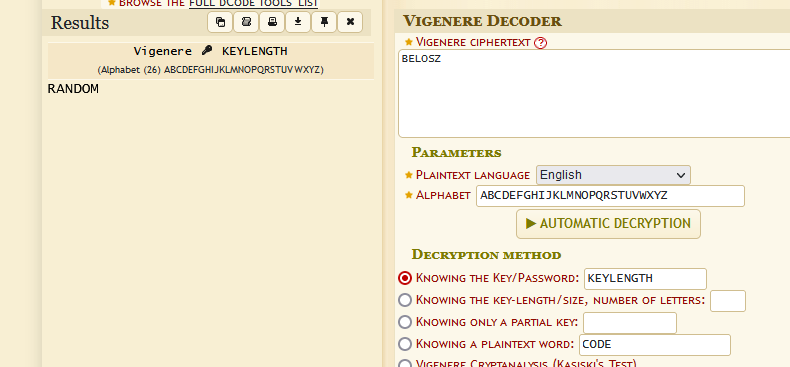 ★ BROWSE THE FULL DCODE TOOLS' LIST
Results
Vigenere KEYLENGTH
(Alphabet (26) ABCDEFGHIJKLMNOPQRSTUVWXYZ)
RANDOM
VIGENERE DECODER
★ VIGENERE CIPHERTEXT ?
BELOSZ
PARAMETERS
★ PLAINTEXT LANGUAGE English
★ ALPHABET ABCDEFGHIJKLMNOPQRSTUVWXYZ
▶ AUTOMATIC DECRYPTION
DECRYPTION METHOD
KNOWING THE KEY/PASSWORD: KEYLENGTH
KNOWING THE KEY-LENGTH/SIZE, NUMBER OF LETTERS:
KNOWING ONLY A PARTIAL KEY:
KNOWING A PLAINTEXT WORD: CODE
VIGENERE CRYPTANALYSIS (KASISKI'S TEST)